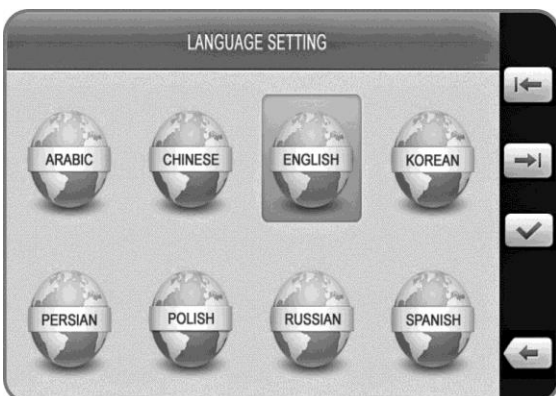 LANGUAGE SETTING
ARABIC CHINESE ENGLISH KOREAN
PERSIAN POLISH RUSSIAN SPANISH